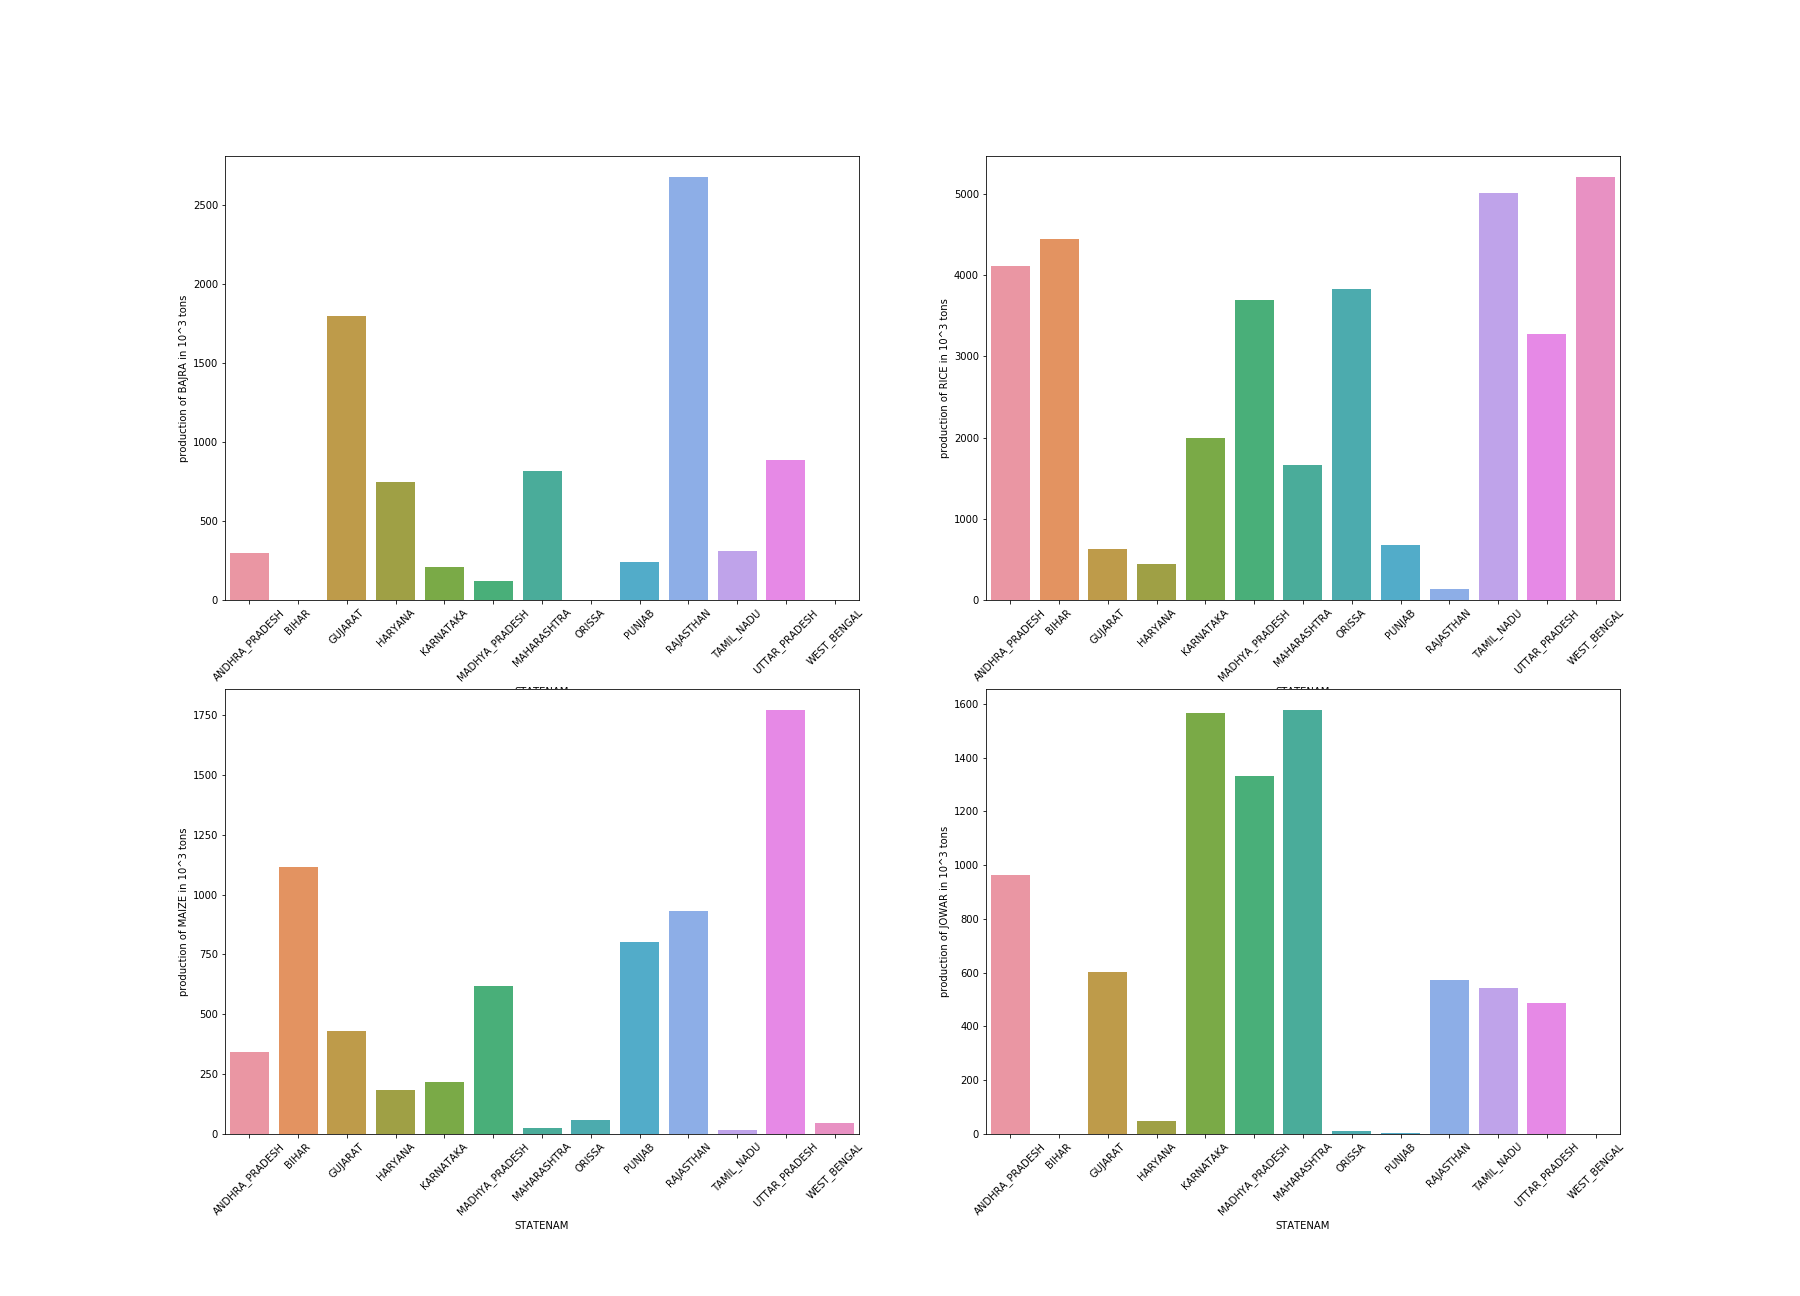 production of BAJRA in 10^3 tons
2500
2000
1500
1000
500
0
ANDHRA_PRADESH
BIHAR
GUJARAT
HARYANA
KARNATAKA
MADHYA_PRADESH
MAHARASHTRA
ORISSA
PUNJAB
RAJASTHAN
TAMIL_NADU
UTTAR_PRADESH
WEST_BENGAL
STATENAM
production of RICE in 10^3 tons
5000
4000
3000
2000
1000
0
ANDHRA_PRADESH
BIHAR
GUJARAT
HARYANA
KARNATAKA
MADHYA_PRADESH
MAHARASHTRA
ORISSA
PUNJAB
RAJASTHAN
TAMIL_NADU
UTTAR_PRADESH
WEST_BENGAL
STATENAM
production of MAIZE in 10^3 tons
1750
1500
1250
1000
750
500
250
0
ANDHRA_PRADESH
BIHAR
GUJARAT
HARYANA
KARNATAKA
MADHYA_PRADESH
MAHARASHTRA
ORISSA
PUNJAB
RAJASTHAN
TAMIL_NADU
UTTAR_PRADESH
WEST_BENGAL
STATENAM
production of JOWAR in 10^3 tons
1600
1400
1200
1000
800
600
400
200
0
ANDHRA_PRADESH
BIHAR
GUJARAT
HARYANA
KARNATAKA
MADHYA_PRADESH
MAHARASHTRA
ORISSA
PUNJAB
RAJASTHAN
TAMIL_NADU
UTTAR_PRADESH
WEST_BENGAL
STATENAM